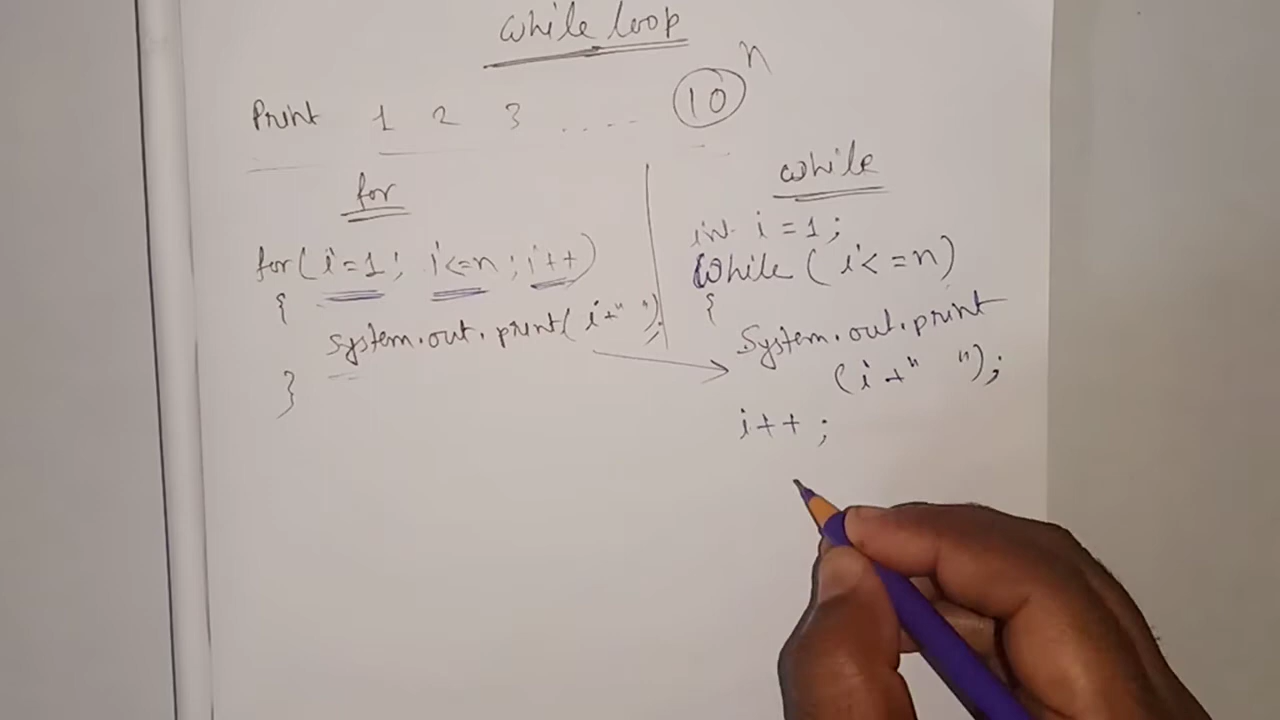 while loop
Print 1 2 3 .... 10 n
for
for(i=1; i<=n; i++)
{
system.out.print(i+" ");
}
while
int i=1;
while(i<=n)
{
System.out.print
(i+" ");
i++;